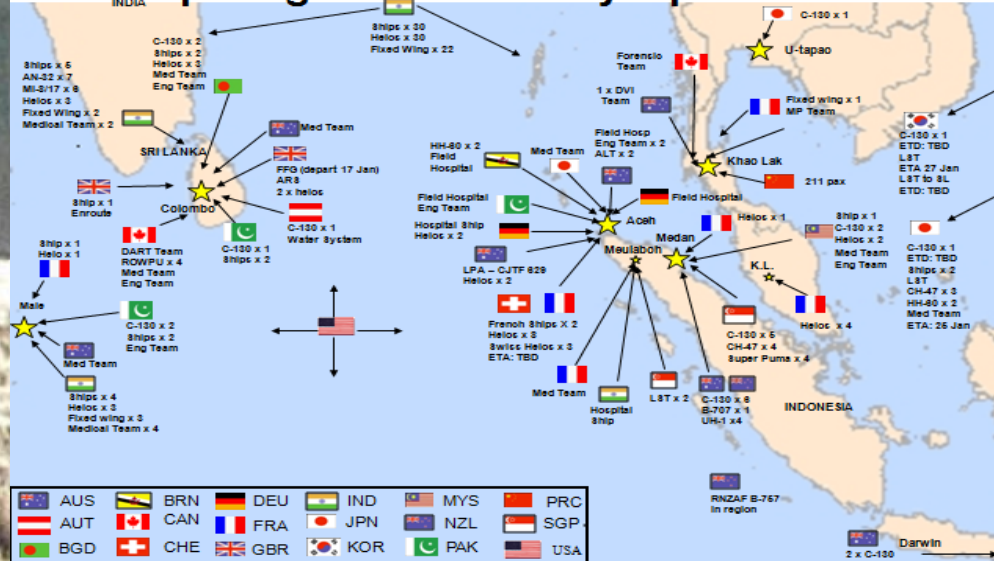 INDIA
Ships x 30
Helos x 30
Fixed Wing x 22
C-130 x 1
U-tapao
C-130 x 2
Ships x 2
Helos x 3
Med Team
Eng Team
Ships x 5
AN-32 x 7
MI-8/17 x 6
Helos x 3
Fixed Wing x 2
Medical Team x 2
SRI LANKA
Colombo
Med Team
FFG (depart 17 Jan)
ARS
2 x helos
C-130 x 1
Water System
C-130 x 1
Ships x 2
Ship x 1
Enroute
DART Team
ROWPU x 4
Med Team
Eng Team
Ship x 1
Helo x 1
Male
C-130 x 2
Ships x 2
Eng Team
Med Team
Ships x 4
Helos x 3
Fixed wing x 3
Medical Team x 4
Forensic
Team
1 x DVI
Team
Fixed wing x 1
MP Team
Khao Lak
211 pax
C-130 x 1
ETD: TBD
LST
ETA 27 Jan
LST to SL
ETD: TBD
HH-60 x 2
Field
Hospital
Med Team
Field Hosp
Eng Team x 2
ALT x 2
Field Hospital
Eng Team
Field Hospital
Aceh
Hospital Ship
Helos x 2
LPA – CJTF 629
Helos x 2
Meulaboh
Medan
Helos x 1
K.L.
Ship x 1
C-130 x 2
Helos x 2
Med Team
Eng Team
C-130 x 1
ETD: TBD
Ships x 2
LST
CH-47 x 3
HH-60 x 2
Med Team
ETA: 25 Jan
French Ships X 2
Helos x 3
Swiss Helos x 3
ETA: TBD
Helos x 4
C-130 x 5
CH-47 x 4
Super Puma x 4
Med Team
Hospital
Ship
LST x 2
C-130 x 6
B-707 x 1
UH-1 x4
INDONESIA
RNZAF B-757
In region
2 x C-130
Darwin
AUS BRN DEU IND MYS PRC
AUT CAN FRA JPN NZL SGP
BGD CHE GBR KOR PAK USA